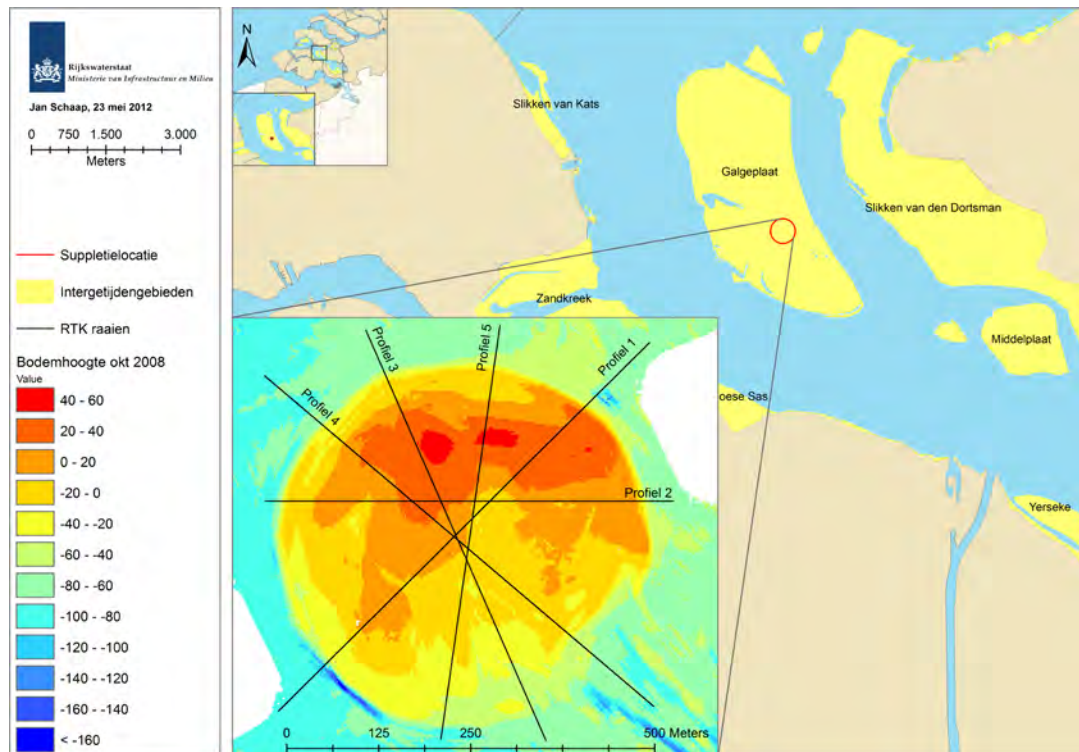 Rijkswaterstaat
Ministerie van Infrastructuur en Milieu
Jan Schaap, 23 mei 2012
0 750 1.500 3.000
Meters
Suppletielocatie
Intergetijdengebieden
RTK raaien
Bodemhoogte okt 2008
Value
40 - 60
20 - 40
0 - 20
-20 - 0
-40 - -20
-60 - -40
-80 - -60
-100 - -80
-120 - -100
-140 - -120
-160 - -140
< -160
N
Slikken van Kats
Galgeplaat
Slikken van den Dortsman
Zandkreek
Middelplaat
oese Sas
Yerseke
Profiel 3
Profiel 5
Profiel 1
Profiel 4
Profiel 2
0 125 250 500 Meters